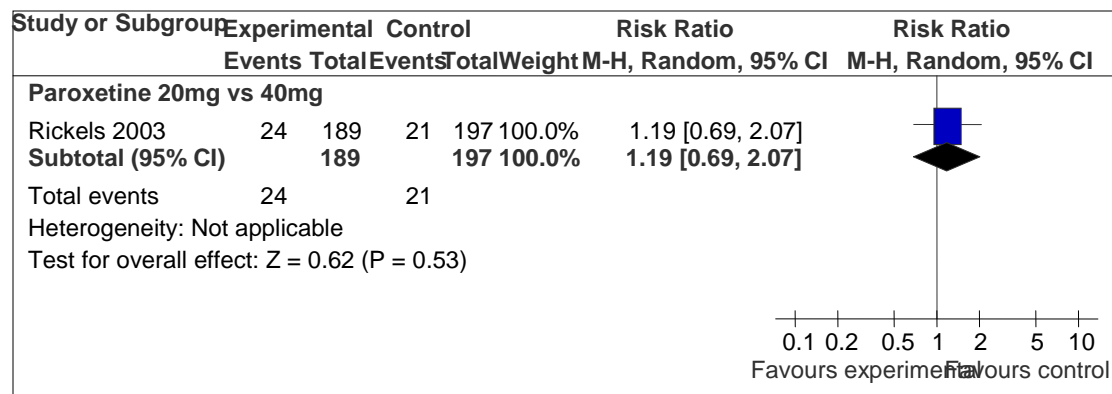 Study or Subgroup Experimental Control Risk Ratio Risk Ratio
Events Total Events Total Weight M-H, Random, 95% CI M-H, Random, 95% CI
Paroxetine 20mg vs 40mg
Rickels 2003 24 189 21 197 100.0% 1.19 [0.69, 2.07]
Subtotal (95% CI) 189 197 100.0% 1.19 [0.69, 2.07]
Total events 24 21
Heterogeneity: Not applicable
Test for overall effect: Z = 0.62 (P = 0.53)
0.1 0.2 0.5 1 2 5 10
Favours experimental Favours control